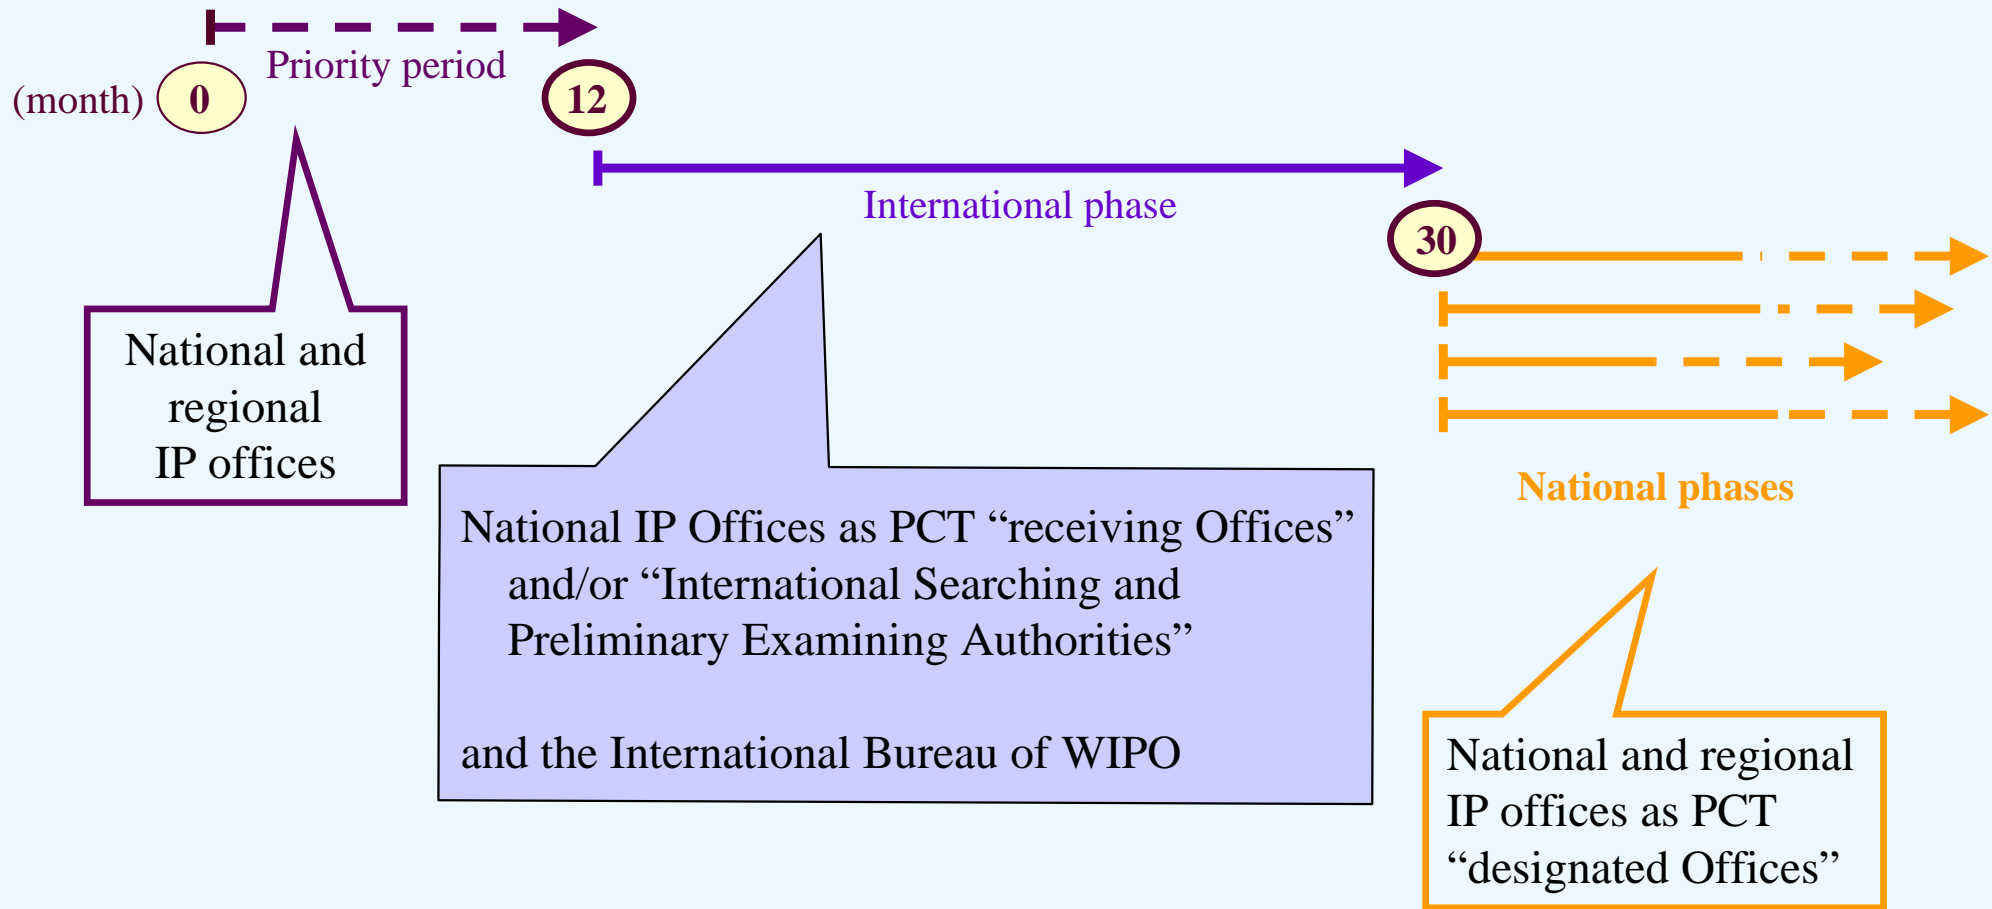 Priority period
(month) 0 12
International phase
30
National and
regional
IP offices
National phases
National IP Offices as PCT “receiving Offices”
and/or “International Searching and
Preliminary Examining Authorities”
and the International Bureau of WIPO
National and regional
IP offices as PCT
“designated Offices”